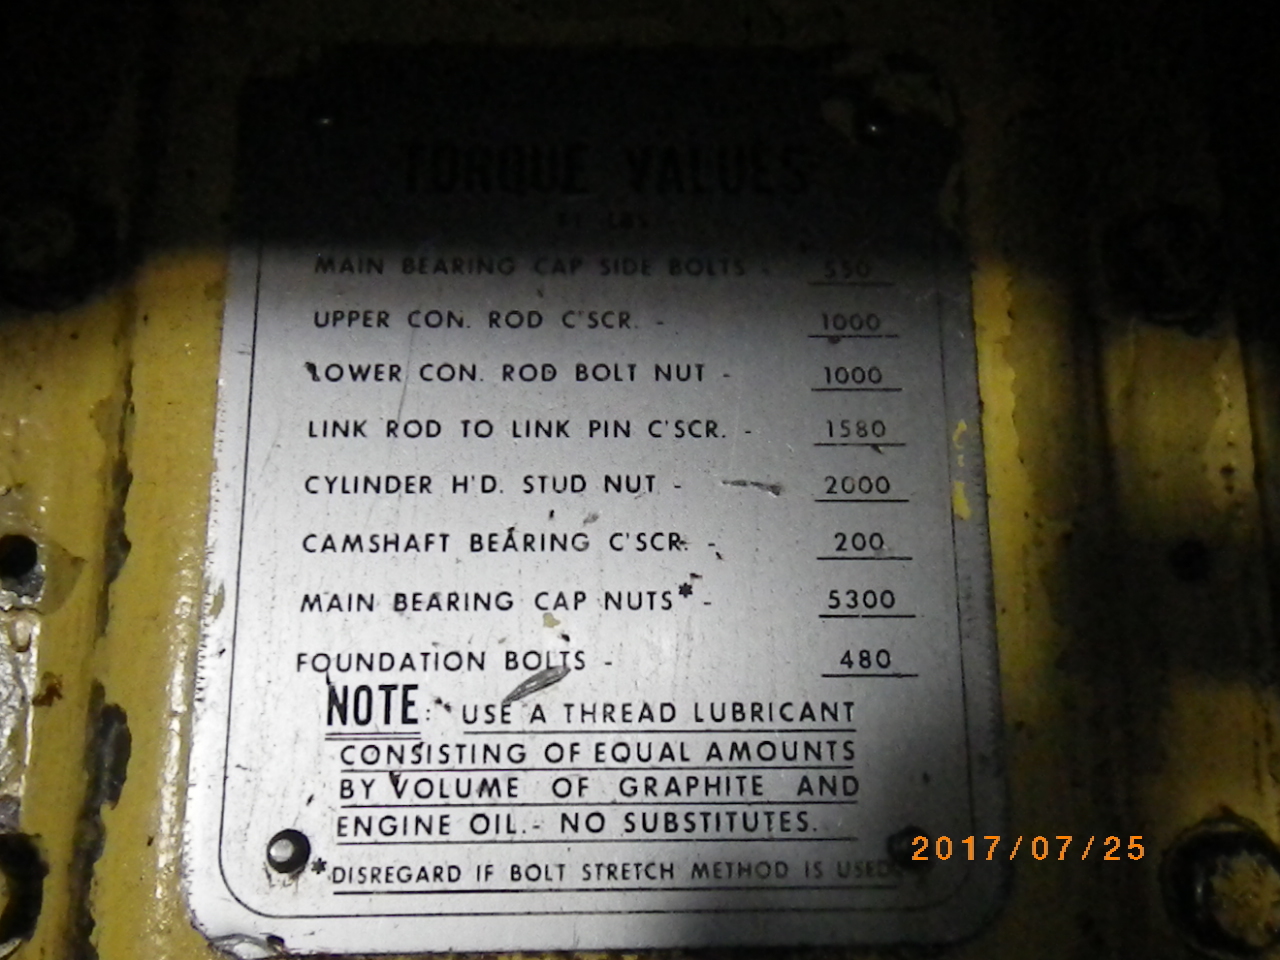 TORQUE VALUES
FT. LBS.
MAIN BEARING CAP SIDE BOLTS - 550
UPPER CON. ROD C'SCR. - 1000
LOWER CON. ROD BOLT NUT - 1000
LINK ROD TO LINK PIN C'SCR. - 1580
CYLINDER H'D. STUD NUT - 2000
CAMSHAFT BEARING C'SCR. - 200
MAIN BEARING CAP NUTS* - 5300
FOUNDATION BOLTS - 480
NOTE: USE A THREAD LUBRICANT
CONSISTING OF EQUAL AMOUNTS
BY VOLUME OF GRAPHITE AND
ENGINE OIL.- NO SUBSTITUTES.
*DISREGARD IF BOLT STRETCH METHOD IS USED
2017/07/25